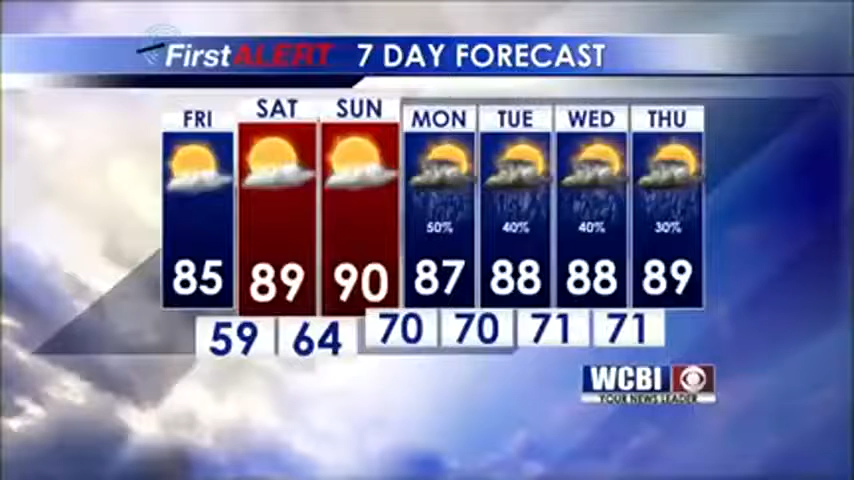 FirstALERT 7 DAY FORECAST
FRI SAT SUN MON TUE WED THU
50% 40% 40% 30%
85 89 90 87 88 88 89
59 64 70 70 71 71
WCBI
YOUR NEWS LEADER